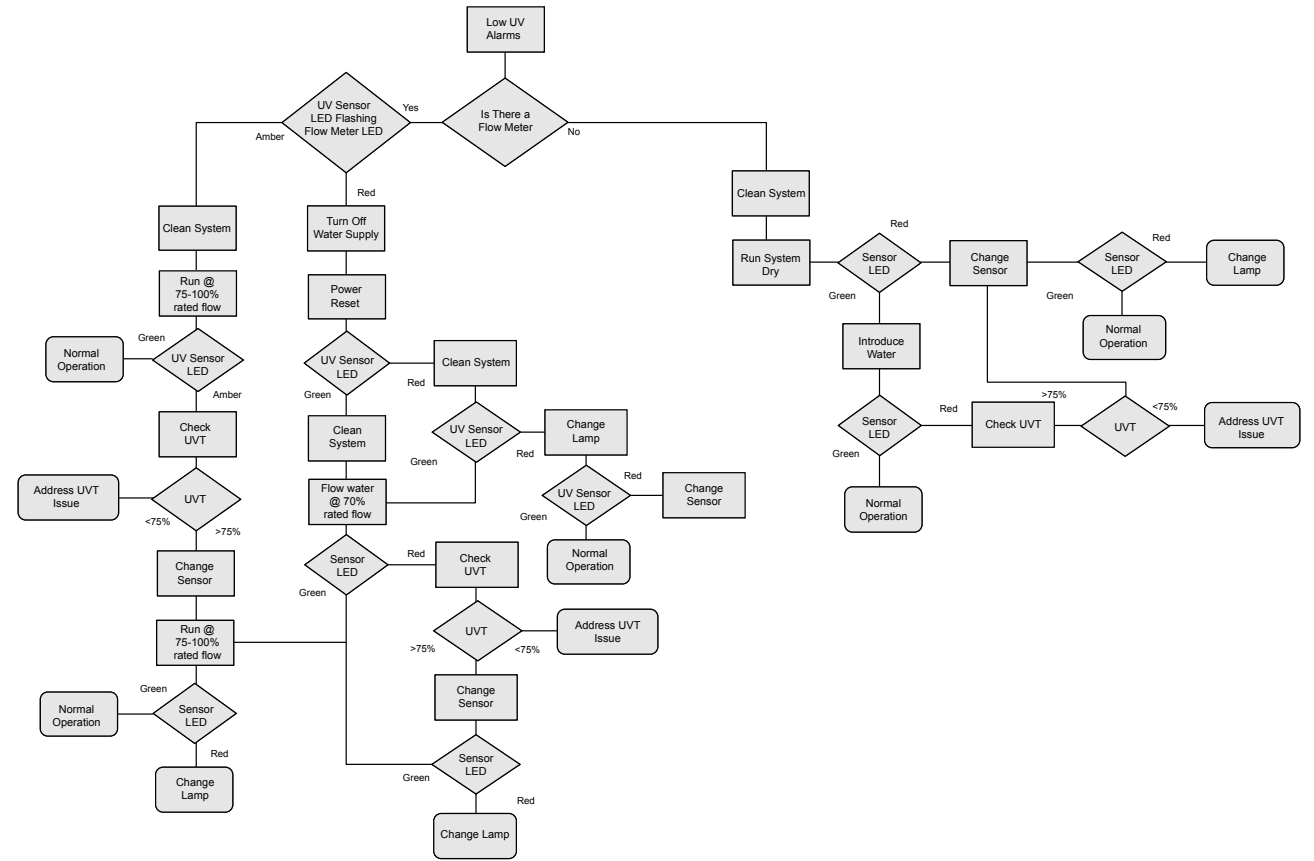 Low UV
Alarms
Is There a
Flow Meter
Yes
No
UV Sensor
LED Flashing
Flow Meter LED
Amber
Red
Clean System
Run @
75-100%
rated flow
Green
UV Sensor
LED
Normal
Operation
Amber
Check
UVT
UVT
Address UVT
Issue
<75%
>75%
Change
Sensor
Run @
75-100%
rated flow
Green
Sensor
LED
Normal
Operation
Red
Change
Lamp
Turn Off
Water Supply
Power
Reset
UV Sensor
LED
Green
Red
Clean System
Clean
System
UV Sensor
LED
Green
Red
Change
Lamp
UV Sensor
LED
Red
Change
Sensor
Green
Normal
Operation
Flow water
@ 70%
rated flow
Sensor
LED
Green
Red
Check
UVT
UVT
>75%
<75%
Address UVT
Issue
Change
Sensor
Sensor
LED
Green
Red
Change Lamp
Clean System
Run System
Dry
Sensor
LED
Red
Green
Change
Sensor
Sensor
LED
Red
Change
Lamp
Green
Normal
Operation
Introduce
Water
Sensor
LED
Red
Green
Normal
Operation
Check UVT
>75%
UVT
<75%
Address UVT
Issue